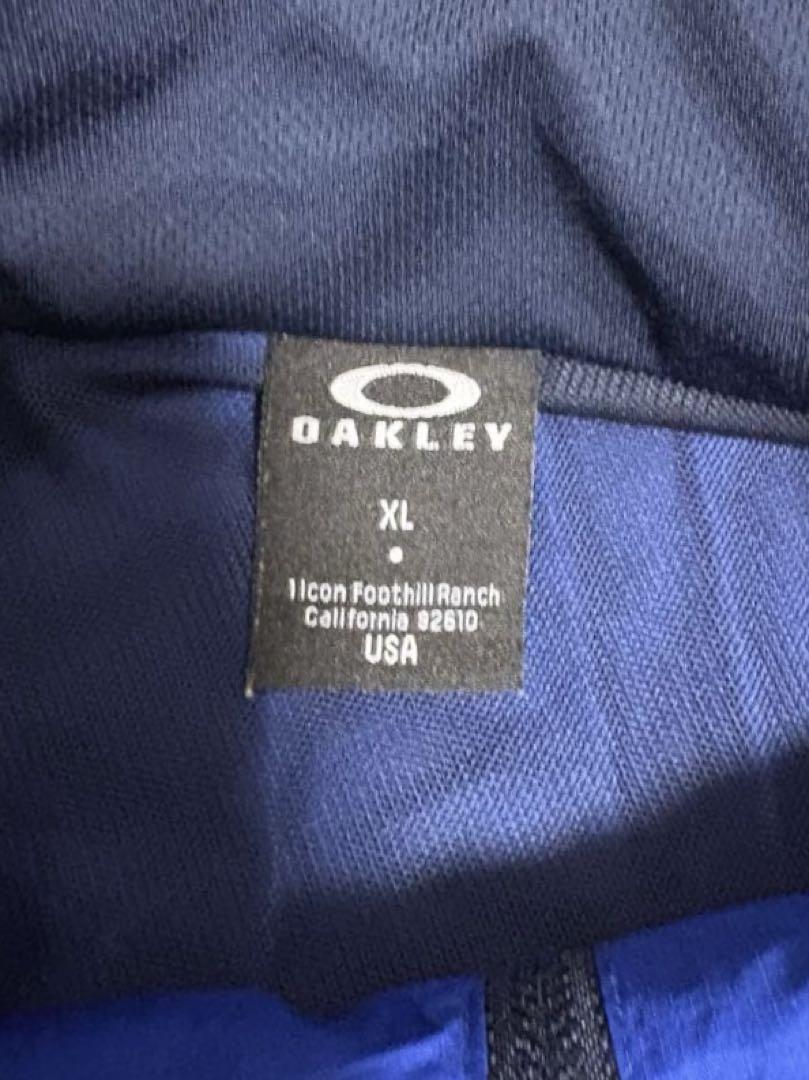 OAKLEY
XL
1 Icon Foothill Ranch
California 92610
USA